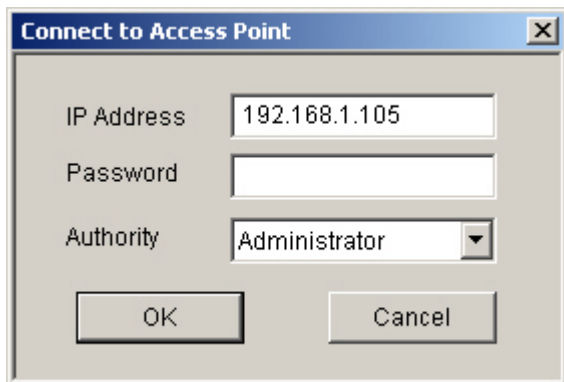 Connect to Access Point
IP Address 192.168.1.105
Password
Authority Administrator
OK Cancel